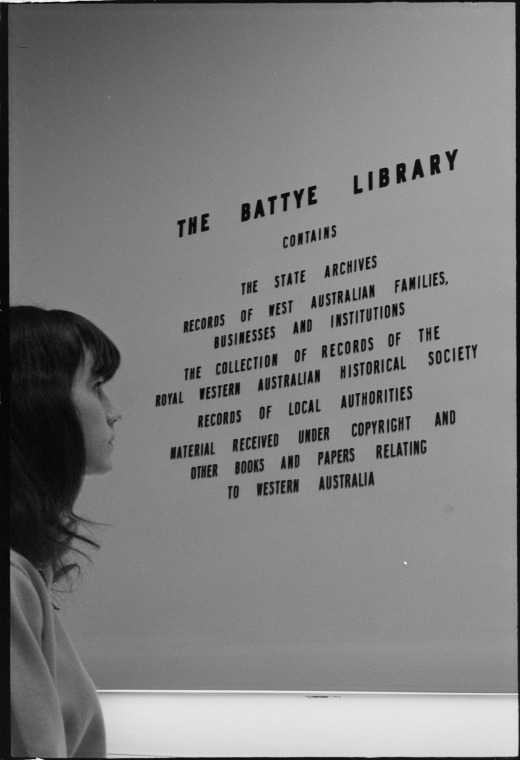 THE BATTYE LIBRARY
CONTAINS
THE STATE ARCHIVES
RECORDS OF WEST AUSTRALIAN FAMILIES,
BUSINESSES AND INSTITUTIONS
THE COLLECTION OF RECORDS OF THE
ROYAL WESTERN AUSTRALIAN HISTORICAL SOCIETY
RECORDS OF LOCAL AUTHORITIES
MATERIAL RECEIVED UNDER COPYRIGHT AND
OTHER BOOKS AND PAPERS RELATING
TO WESTERN AUSTRALIA